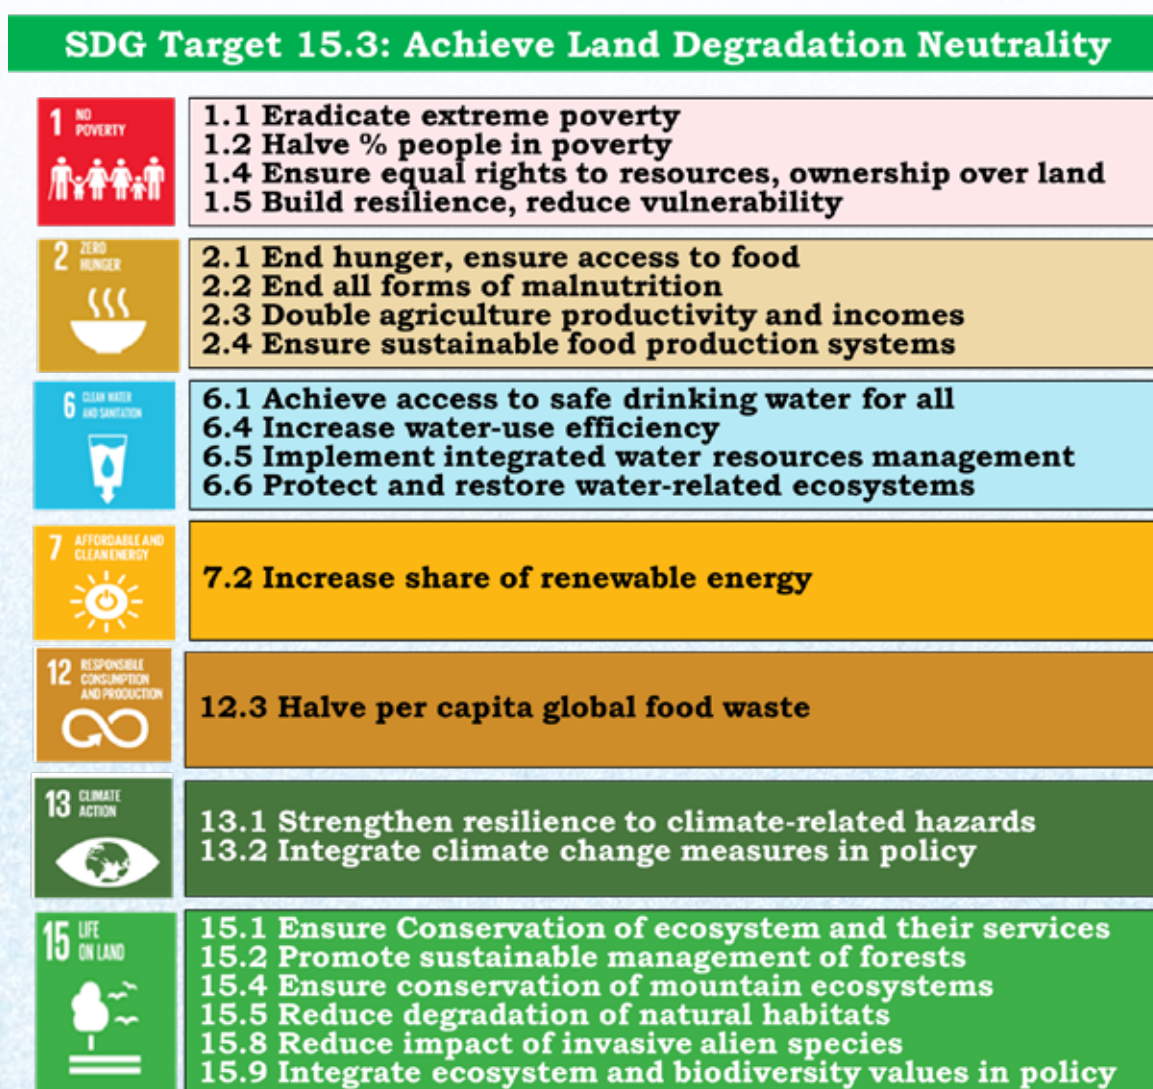 SDG Target 15.3: Achieve Land Degradation Neutrality
1 NO
POVERTY
1.1 Eradicate extreme poverty
1.2 Halve % people in poverty
1.4 Ensure equal rights to resources, ownership over land
1.5 Build resilience, reduce vulnerability
2 ZERO
HUNGER
2.1 End hunger, ensure access to food
2.2 End all forms of malnutrition
2.3 Double agriculture productivity and incomes
2.4 Ensure sustainable food production systems
6 CLEAN WATER
AND SANITATION
6.1 Achieve access to safe drinking water for all
6.4 Increase water-use efficiency
6.5 Implement integrated water resources management
6.6 Protect and restore water-related ecosystems
7 AFFORDABLE AND
CLEAN ENERGY
7.2 Increase share of renewable energy
12 RESPONSIBLE
CONSUMPTION
AND PRODUCTION
12.3 Halve per capita global food waste
13 CLIMATE
ACTION
13.1 Strengthen resilience to climate-related hazards
13.2 Integrate climate change measures in policy
15 LIFE
ON LAND
15.1 Ensure Conservation of ecosystem and their services
15.2 Promote sustainable management of forests
15.4 Ensure conservation of mountain ecosystems
15.5 Reduce degradation of natural habitats
15.8 Reduce impact of invasive alien species
15.9 Integrate ecosystem and biodiversity values in policy